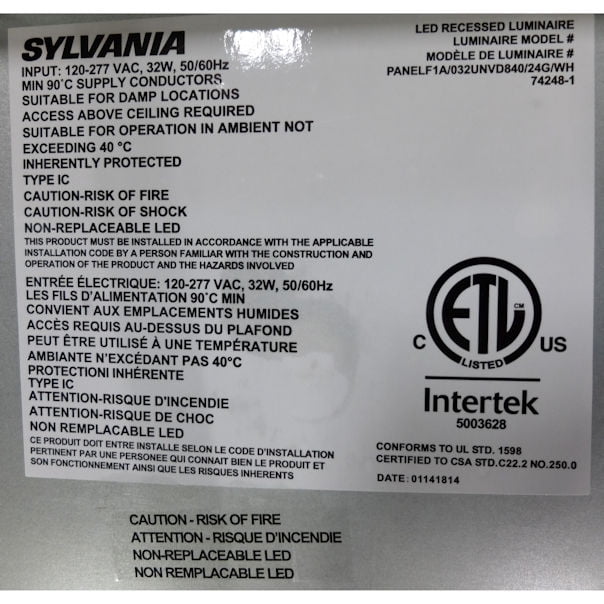 SYLVANIA
INPUT: 120-277 VAC, 32W, 50/60Hz
MIN 90°C SUPPLY CONDUCTORS
SUITABLE FOR DAMP LOCATIONS
ACCESS ABOVE CEILING REQUIRED
SUITABLE FOR OPERATION IN AMBIENT NOT
EXCEEDING 40 °C
INHERENTLY PROTECTED
TYPE IC
CAUTION-RISK OF FIRE
CAUTION-RISK OF SHOCK
NON-REPLACEABLE LED
THIS PRODUCT MUST BE INSTALLED IN ACCORDANCE WITH THE APPLICABLE
INSTALLATION CODE BY A PERSON FAMILIAR WITH THE CONSTRUCTION AND
OPERATION OF THE PRODUCT AND THE HAZARDS INVOLVED
ENTRÉE ÉLECTRIQUE: 120-277 VAC, 32W, 50/60Hz
LES FILS D'ALIMENTATION 90°C MIN
CONVIENT AUX EMPLACEMENTS HUMIDES
ACCÈS REQUIS AU-DESSUS DU PLAFOND
PEUT ÊTRE UTILISÉ À UNE TEMPÉRATURE
AMBIANTE N'EXCÉDANT PAS 40°C
PROTECTIONI INHÉRENTE
TYPE IC
ATTENTION-RISQUE D'INCENDIE
ATTENTION-RISQUE DE CHOC
NON REMPLACABLE LED
CE PRODUIT DOIT ENTRE INSTALLE SELON LE CODE D'INSTALLATION
PERTINENT PAR UNE PERSONEE QUI CONNAIT BIEN LE PRODUIT ET
SON FONCTIONNEMENT AINSI QUE LES RISQUES INHERENTS
LED RECESSED LUMINAIRE
LUMINAIRE MODEL #
MODÈLE DE LUMINAIRE #
PANELF1A/032UNVD840/24G/WH
74248-1
ETL CM
C LISTED US
Intertek
5003628
CONFORMS TO UL STD. 1598
CERTIFIED TO CSA STD.C22.2 NO.250.0
DATE: 01141814
CAUTION - RISK OF FIRE
ATTENTION - RISQUE D'INCENDIE
NON-REPLACEABLE LED
NON REMPLACABLE LED